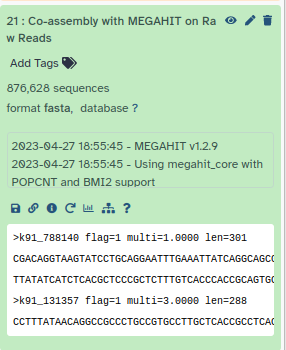 21 : Co-assembly with MEGAHIT on Ra
w Reads
Add Tags
876,628 sequences
format fasta, database ?
2023-04-27 18:55:45 - MEGAHIT v1.2.9
2023-04-27 18:55:45 - Using megahit_core with
POPCNT and BMI2 support
>k91_788140 flag=1 multi=1.0000 len=301
CGACAGGTAAGTATCCTGCAGGAATTTGAAATTATCAGGCAGCC
TTATATCATCTCACGCTCCCGCTCTTTGTCACCCACCGCAGTGC
>k91_131357 flag=1 multi=3.0000 len=288
CCTTTATAACAGGCCGCCCTGCCGTGCCTTGCTCACCGCCTCAC